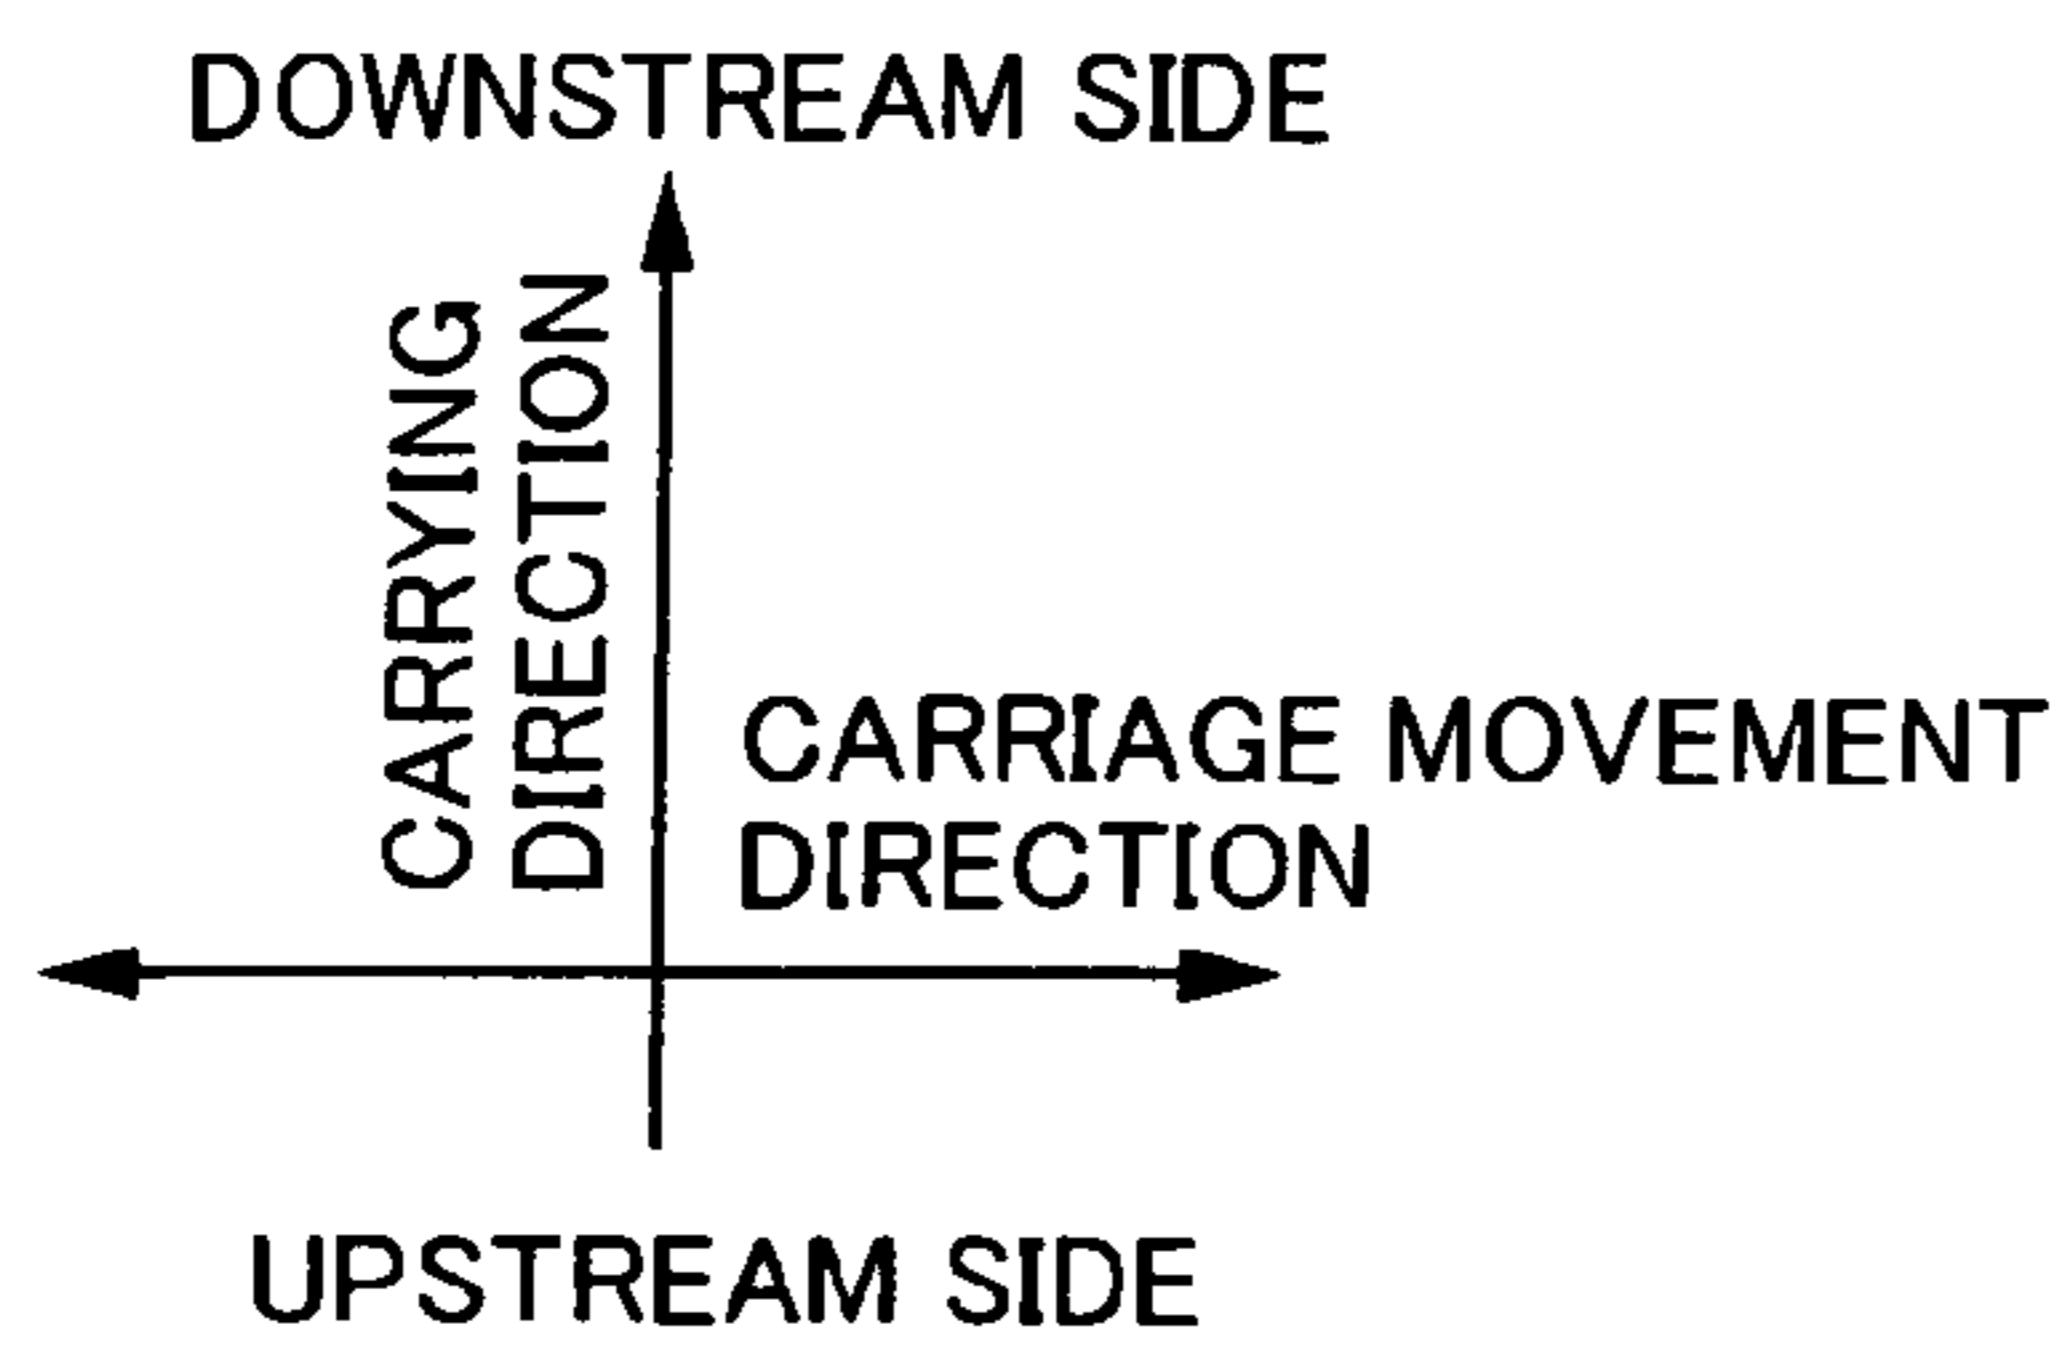 DOWNSTREAM SIDE
CARRYING
DIRECTION
CARRIAGE MOVEMENT
DIRECTION
UPSTREAM SIDE